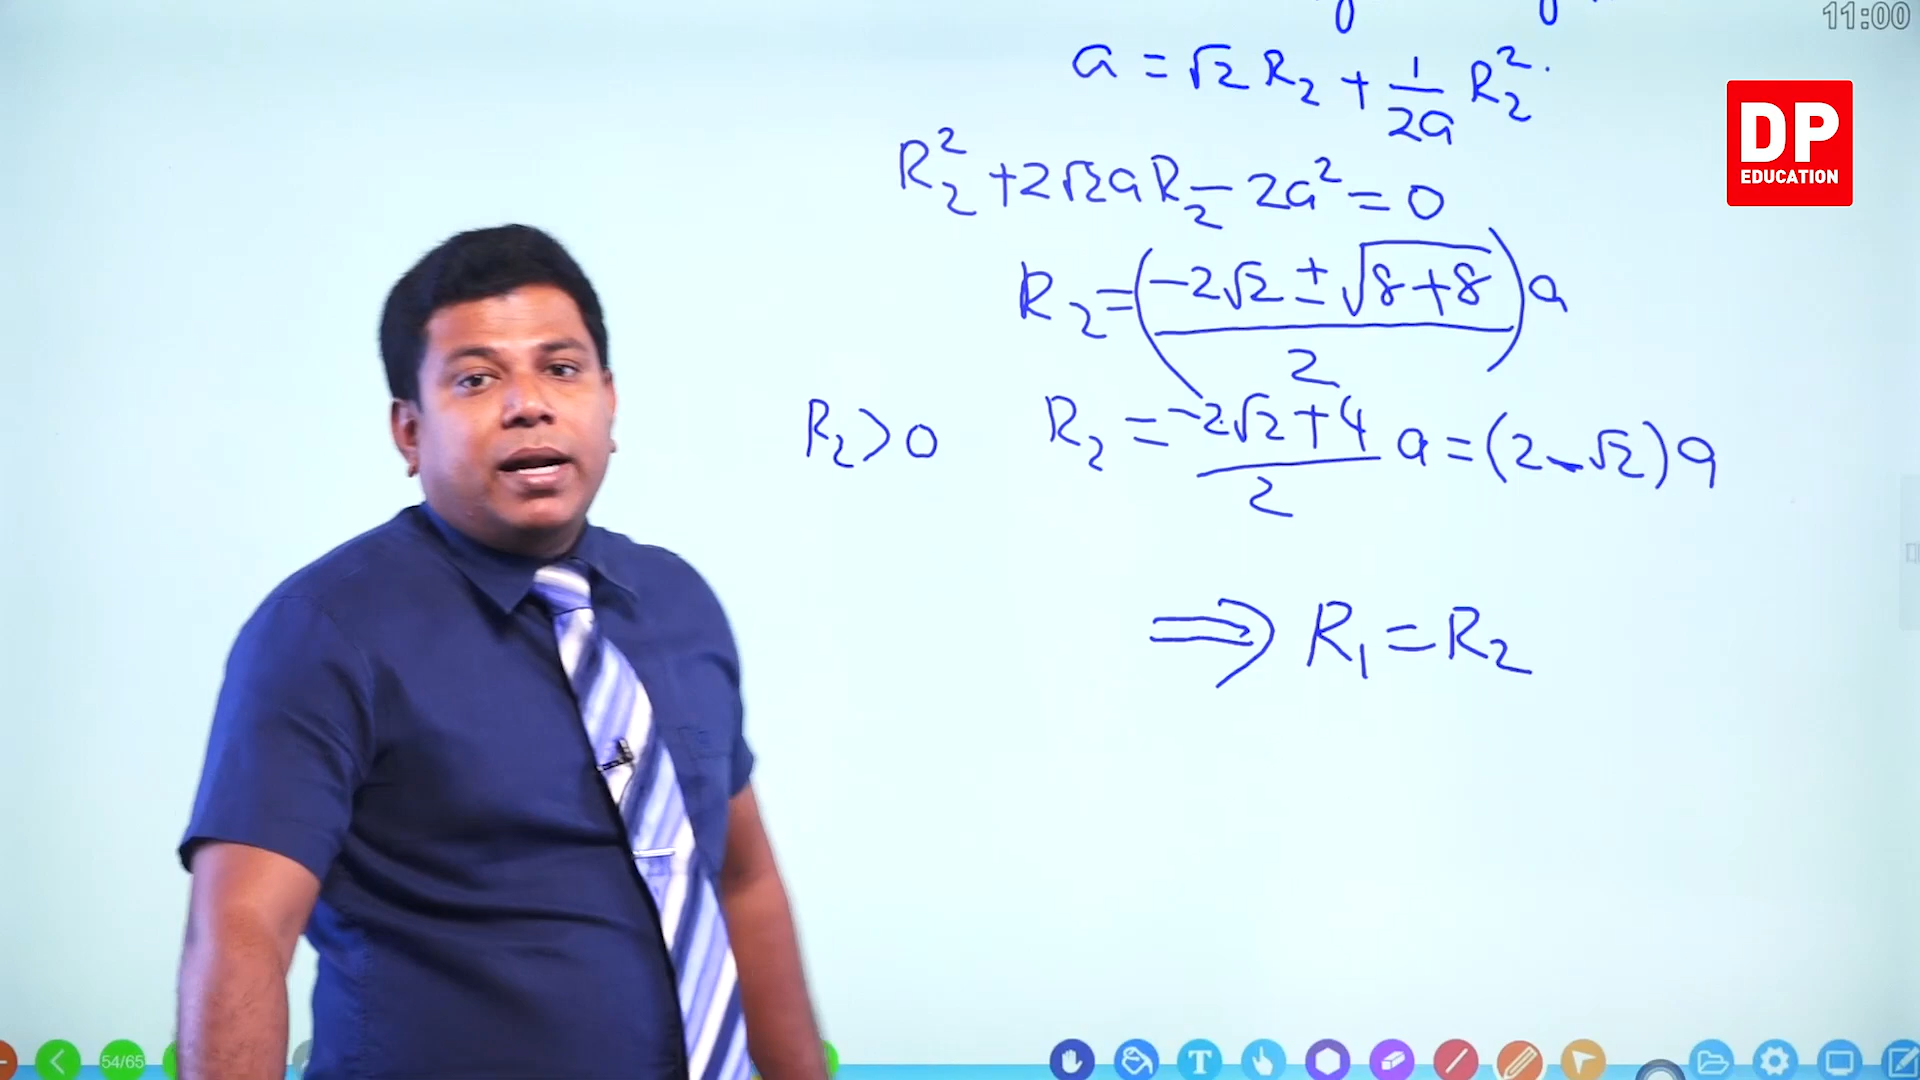 11:00
a = √2 R₂ + 1/2a R₂².
DP
EDUCATION
R₂² + 2√2aR₂ - 2a² = 0
R₂ = (-2√2 ± √8+8 / 2) a
R₂ > 0 R₂ = -2√2 + 4 / 2 a = (2 - √2) a
⇒ R₁ = R₂
54/65
T